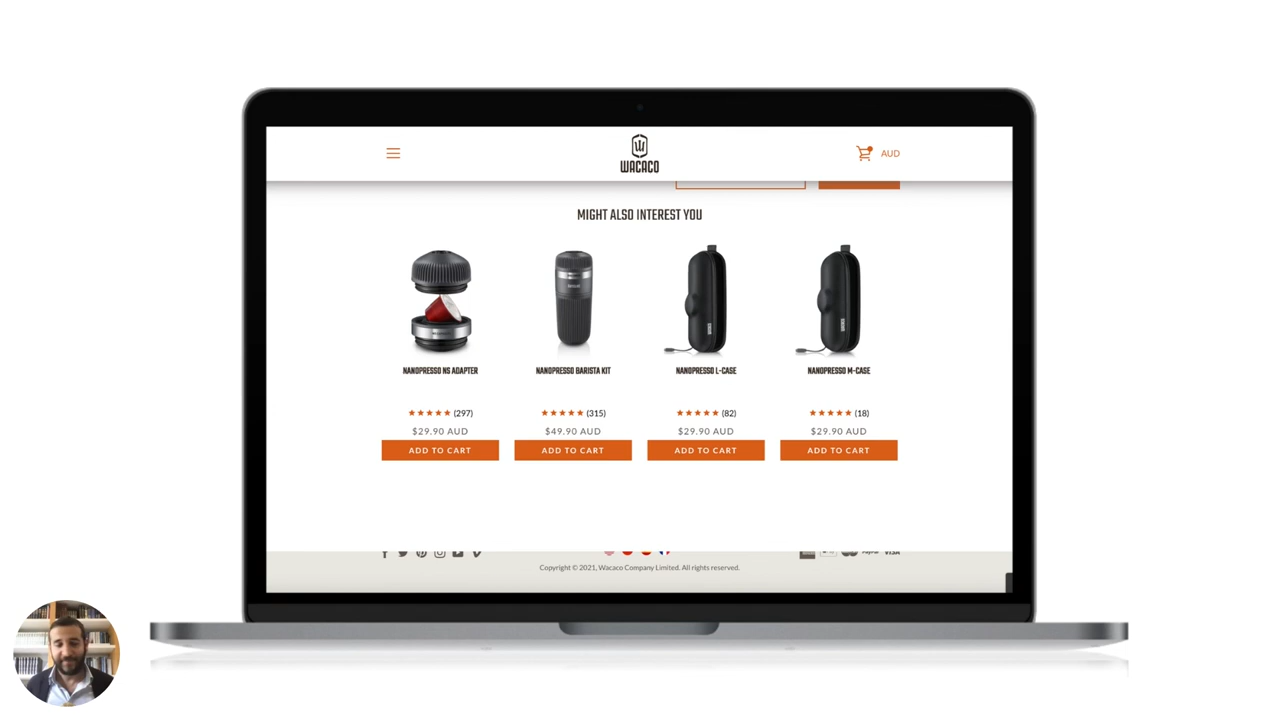 WACACO
AUD
MIGHT ALSO INTEREST YOU
NANOPRESSO NS ADAPTER
NANOPRESSO BARISTA KIT
NANOPRESSO L-CASE
NANOPRESSO M-CASE
(297)
(315)
(82)
(18)
$29.90 AUD
$49.90 AUD
$29.90 AUD
$29.90 AUD
ADD TO CART
ADD TO CART
ADD TO CART
ADD TO CART
Copyright © 2021, Wacaco Company Limited. All rights reserved.